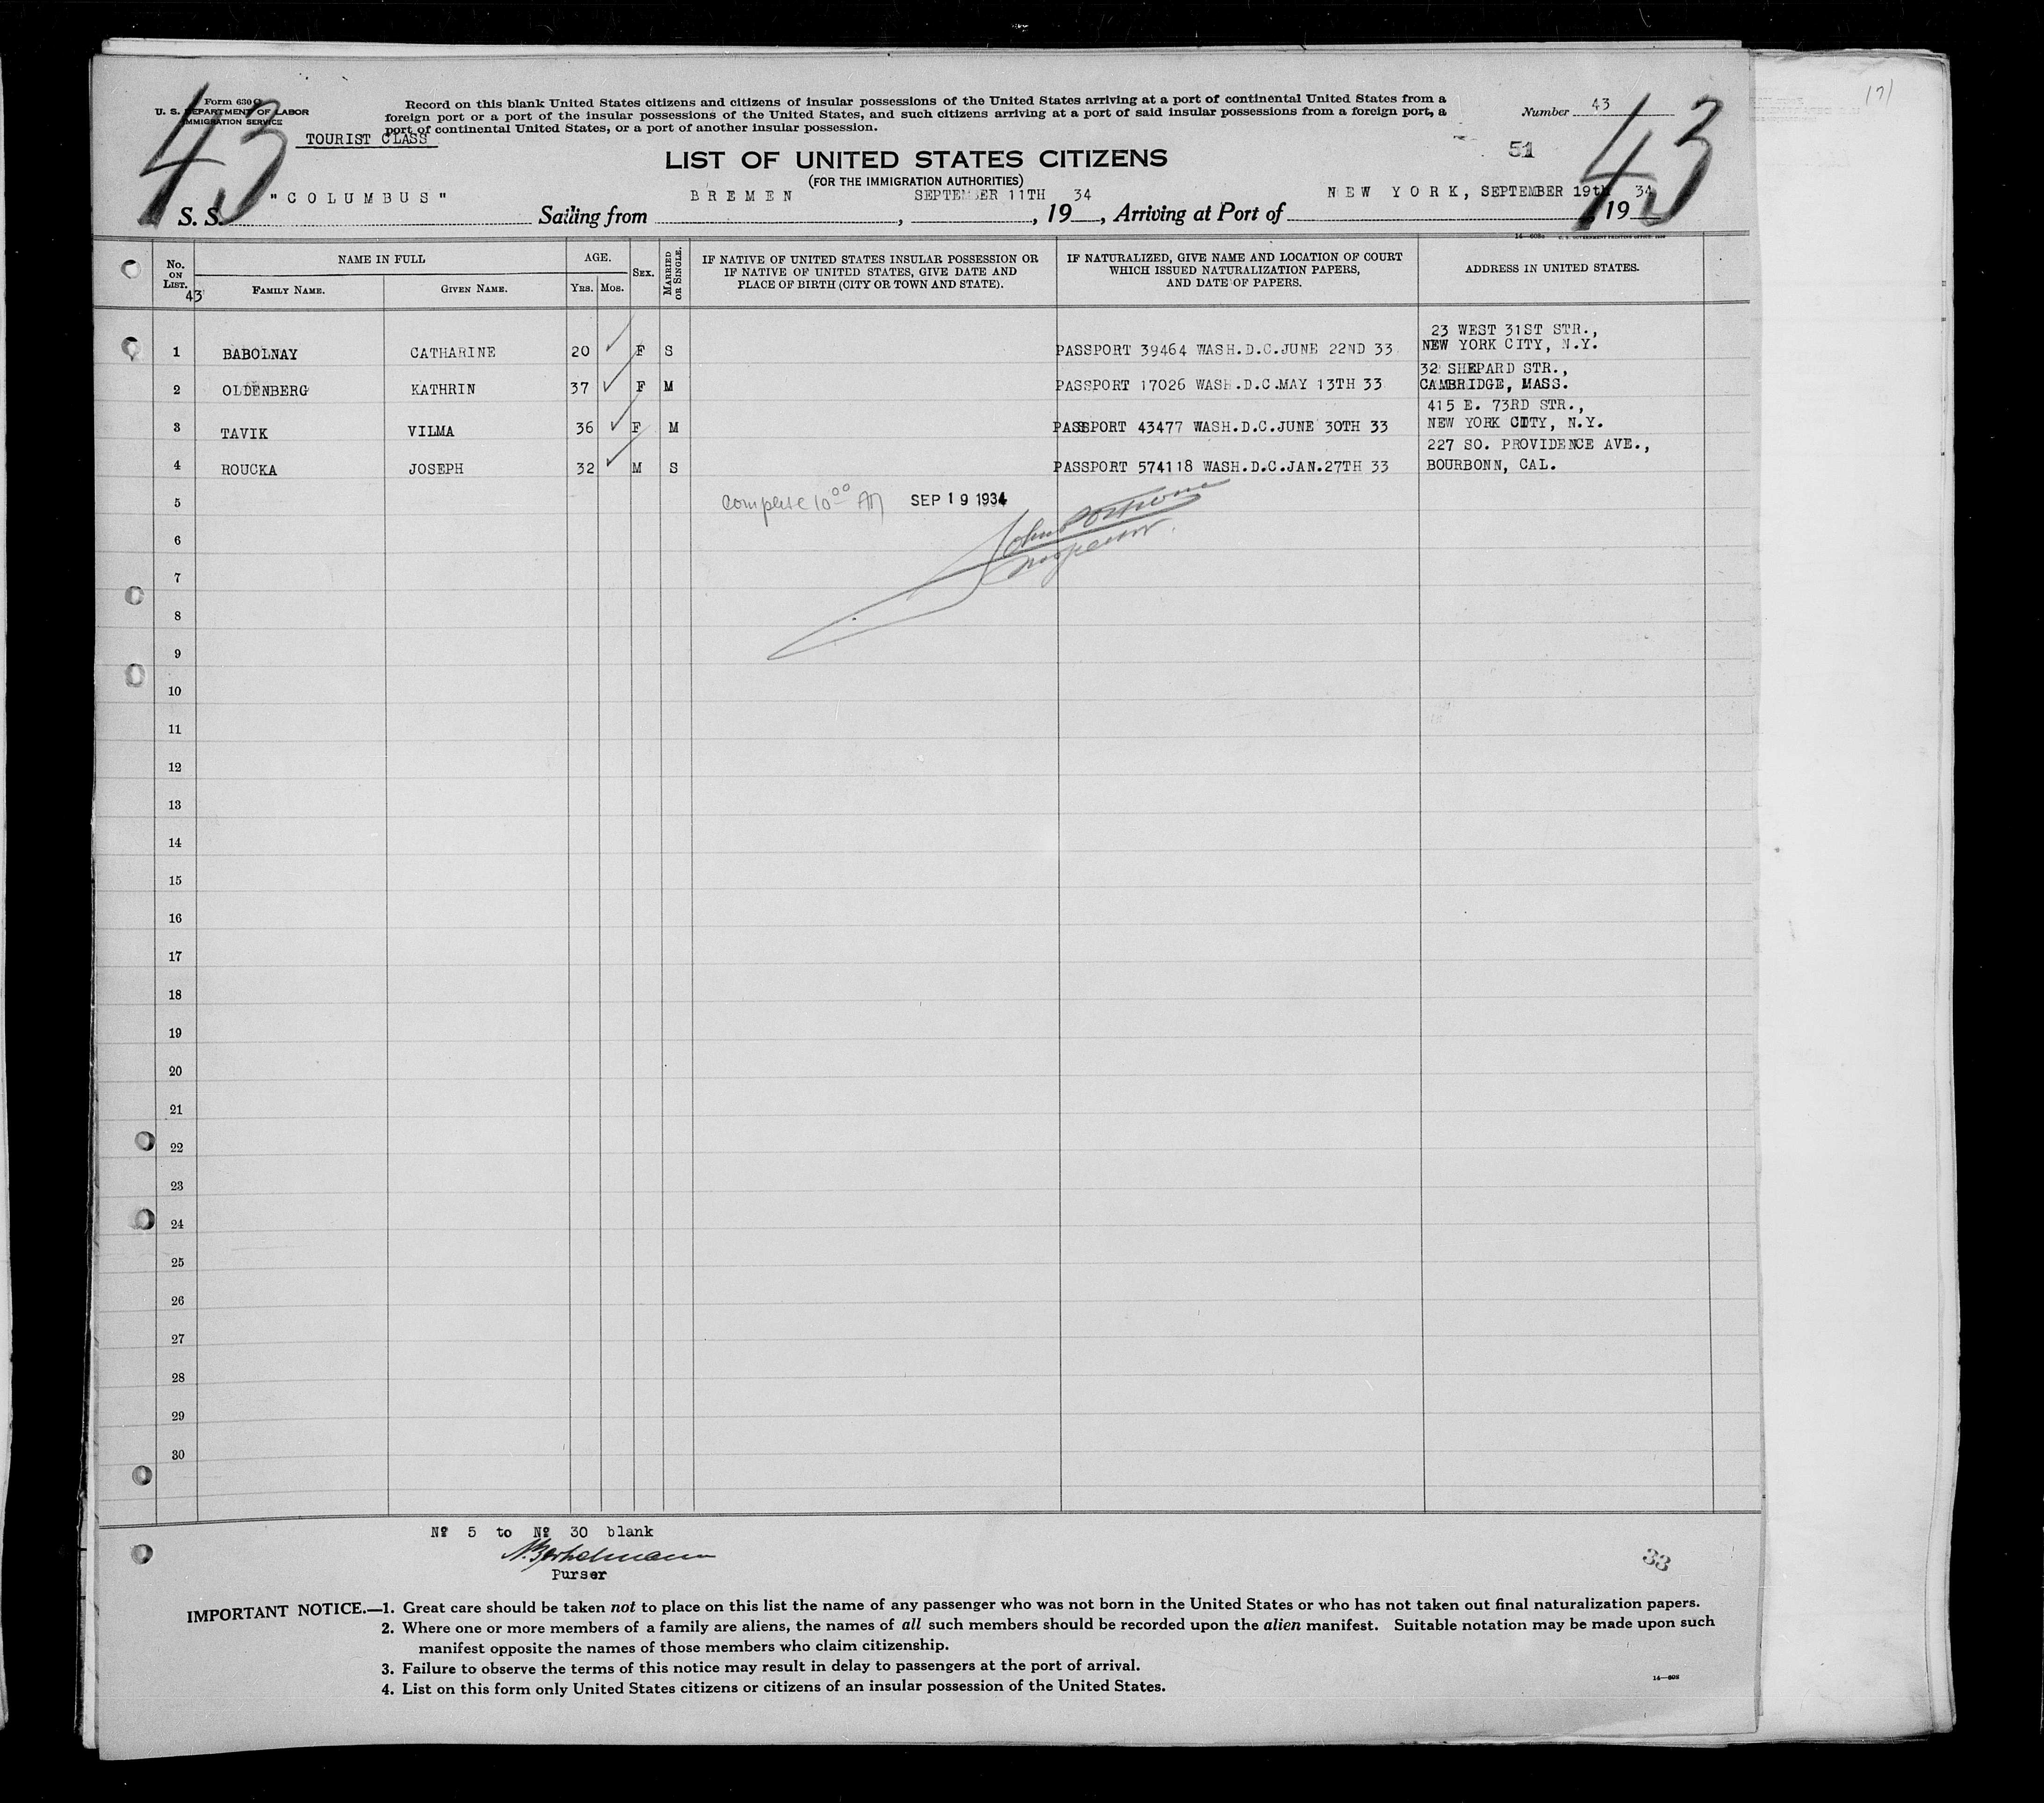 Form 630 C
U. S. DEPARTMENT OF LABOR
IMMIGRATION SERVICE
TOURIST CLASS
43
Record on this blank United States citizens and citizens of insular possessions of the United States arriving at a port of continental United States from a
foreign port or a port of the insular possessions of the United States, and such citizens arriving at a port of said insular possessions from a foreign port, a
port of continental United States, or a port of another insular possession.
Number 43
43
51
LIST OF UNITED STATES CITIZENS
(FOR THE IMMIGRATION AUTHORITIES)
S. S. "COLUMBUS" Sailing from BREMEN, SEPTEMBER 11TH, 19 34, Arriving at Port of NEW YORK, SEPTEMBER 19th 19 34
14—608a U. S. GOVERNMENT PRINTING OFFICE
No. ON LIST. NAME IN FULL AGE. SEX. MARRIED OR SINGLE. IF NATIVE OF UNITED STATES INSULAR POSSESSION OR IF NATIVE OF UNITED STATES, GIVE DATE AND PLACE OF BIRTH (CITY OR TOWN AND STATE). IF NATURALIZED, GIVE NAME AND LOCATION OF COURT WHICH ISSUED NATURALIZATION PAPERS, AND DATE OF PAPERS. ADDRESS IN UNITED STATES.
43 FAMILY NAME. GIVEN NAME. YRS. MOS.
23 WEST 31ST STR.,
1 BABOLNAY CATHARINE 20 ✓ F S PASSPORT 39464 WASH.D.C.JUNE 22ND 33 NEW YORK CITY, N.Y.
32 SHEPARD STR.,
2 OLDENBERG KATHRIN 37 ✓ F M PASSPORT 17026 WASH.D.C.MAY 13TH 33 CAMBRIDGE, MASS.
415 E. 73RD STR.,
3 TAVIK VILMA 36 ✓ F M PASSPORT 43477 WASH.D.C.JUNE 30TH 33 NEW YORK CITY, N.Y.
227 SO. PROVIDENCE AVE.,
4 ROUCKA JOSEPH 32 ✓ M S PASSPORT 574118 WASH.D.C.JAN.27TH 33 BOURBONN, CAL.
5 Complete 10 00 AM SEP 19 1934
6 John
Inspector
7
8
9
10
11
12
13
14
15
16
17
18
19
20
21
22
23
24
25
26
27
28
29
30
Nº 5 to Nº 30 blank
Purser
33
IMPORTANT NOTICE.—1. Great care should be taken not to place on this list the name of any passenger who was not born in the United States or who has not taken out final naturalization papers.
2. Where one or more members of a family are aliens, the names of all such members should be recorded upon the alien manifest. Suitable notation may be made upon such
manifest opposite the names of those members who claim citizenship.
3. Failure to observe the terms of this notice may result in delay to passengers at the port of arrival.
4. List on this form only United States citizens or citizens of an insular possession of the United States.
14—608
171